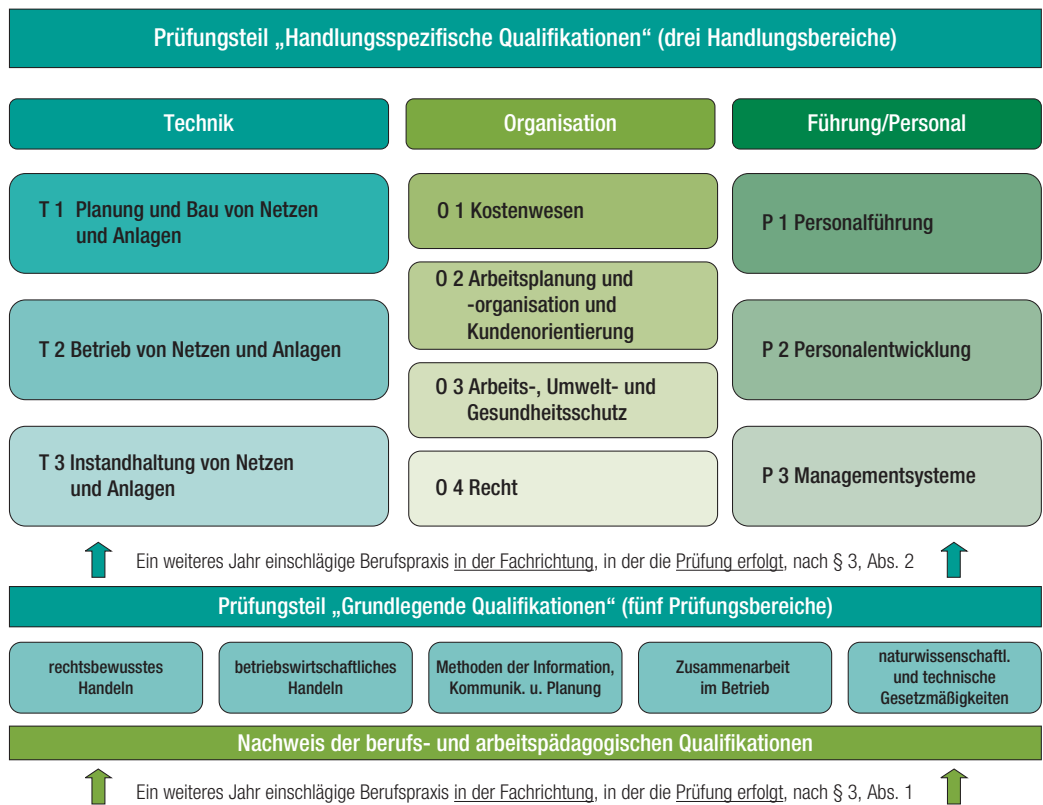 Prüfungsteil „Handlungsspezifische Qualifikationen“ (drei Handlungsbereiche)
Technik
Organisation
Führung/Personal
T 1 Planung und Bau von Netzen
und Anlagen
T 2 Betrieb von Netzen und Anlagen
T 3 Instandhaltung von Netzen
und Anlagen
O 1 Kostenwesen
O 2 Arbeitsplanung und
-organisation und
Kundenorientierung
O 3 Arbeits-, Umwelt- und
Gesundheitsschutz
O 4 Recht
P 1 Personalführung
P 2 Personalentwicklung
P 3 Managementsysteme
Ein weiteres Jahr einschlägige Berufspraxis in der Fachrichtung, in der die Prüfung erfolgt, nach § 3, Abs. 2
Prüfungsteil „Grundlegende Qualifikationen“ (fünf Prüfungsbereiche)
rechtsbewusstes
Handeln
betriebswirtschaftliches
Handeln
Methoden der Information,
Kommunik. u. Planung
Zusammenarbeit
im Betrieb
naturwissenschaftl.
und technische
Gesetzmäßigkeiten
Nachweis der berufs- und arbeitspädagogischen Qualifikationen
Ein weiteres Jahr einschlägige Berufspraxis in der Fachrichtung, in der die Prüfung erfolgt, nach § 3, Abs. 1